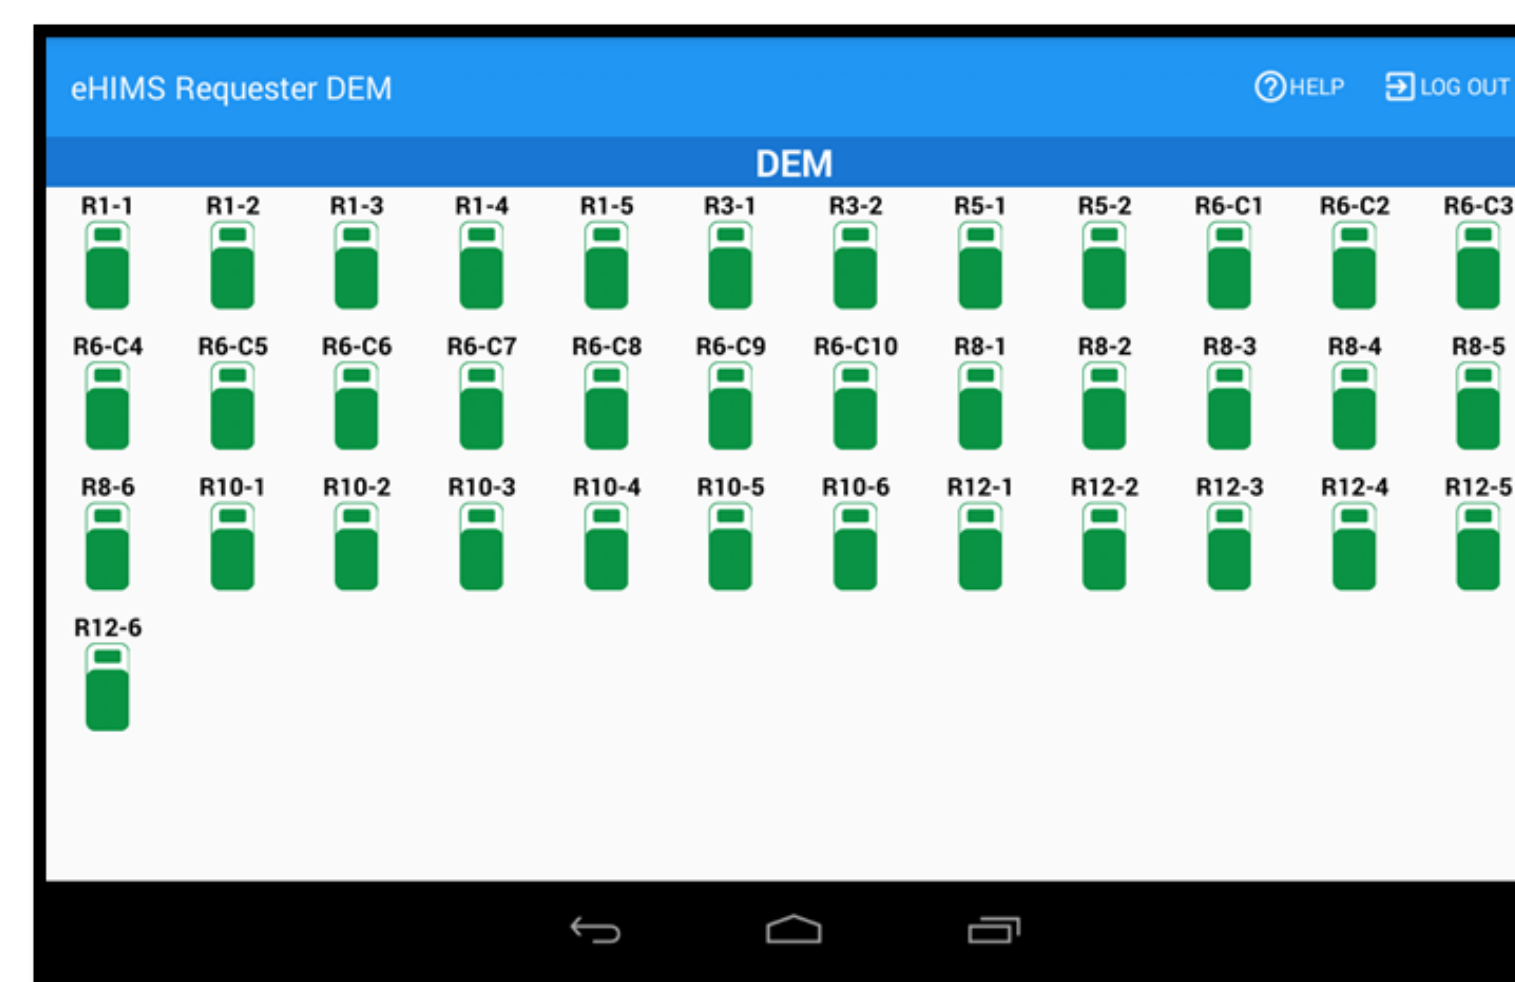 eHIMS Requester DEM HELP LOG OUT
DEM
R1-1 R1-2 R1-3 R1-4 R1-5 R3-1 R3-2 R5-1 R5-2 R6-C1 R6-C2 R6-C3
R6-C4 R6-C5 R6-C6 R6-C7 R6-C8 R6-C9 R6-C10 R8-1 R8-2 R8-3 R8-4 R8-5
R8-6 R10-1 R10-2 R10-3 R10-4 R10-5 R10-6 R12-1 R12-2 R12-3 R12-4 R12-5
R12-6